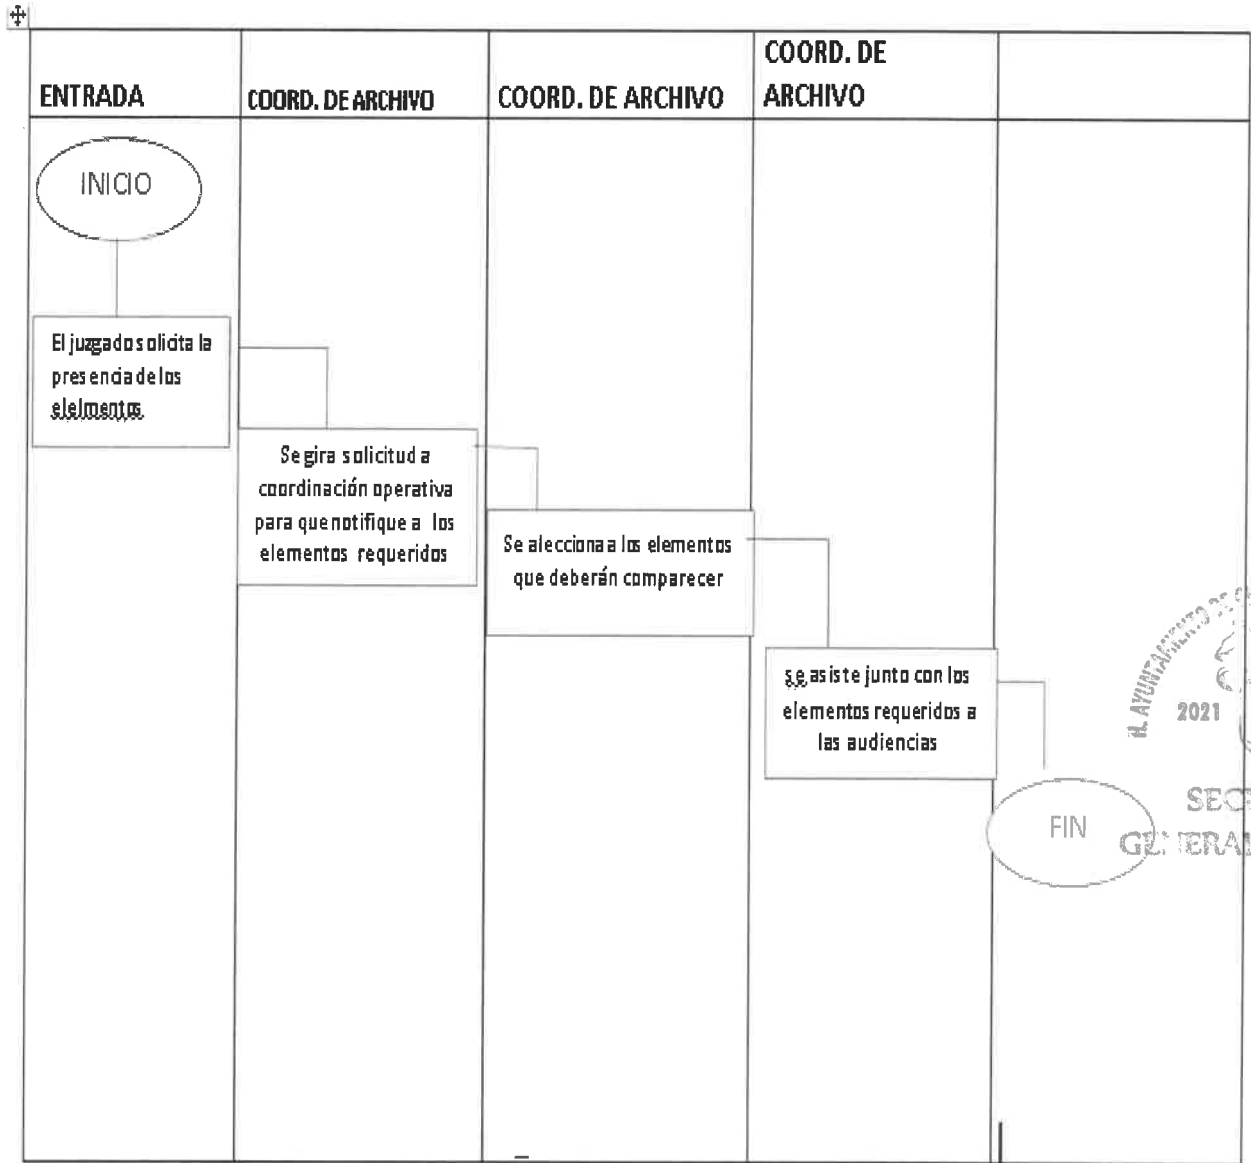 ENTRADA
COORD. DE ARCHIVO
COORD. DE ARCHIVO
COORD. DE
ARCHIVO
INICIO
El juzgado solicita la
presencia de los
elelmentos
Se gira solicitud a
coordinación operativa
para que notifique a los
elementos requeridos
Se alecciona a los elementos
que deberán comparecer
se asiste junto con los
elementos requeridos a
las audiencias
FIN
H. AYUNTAMIENTO DE
2021